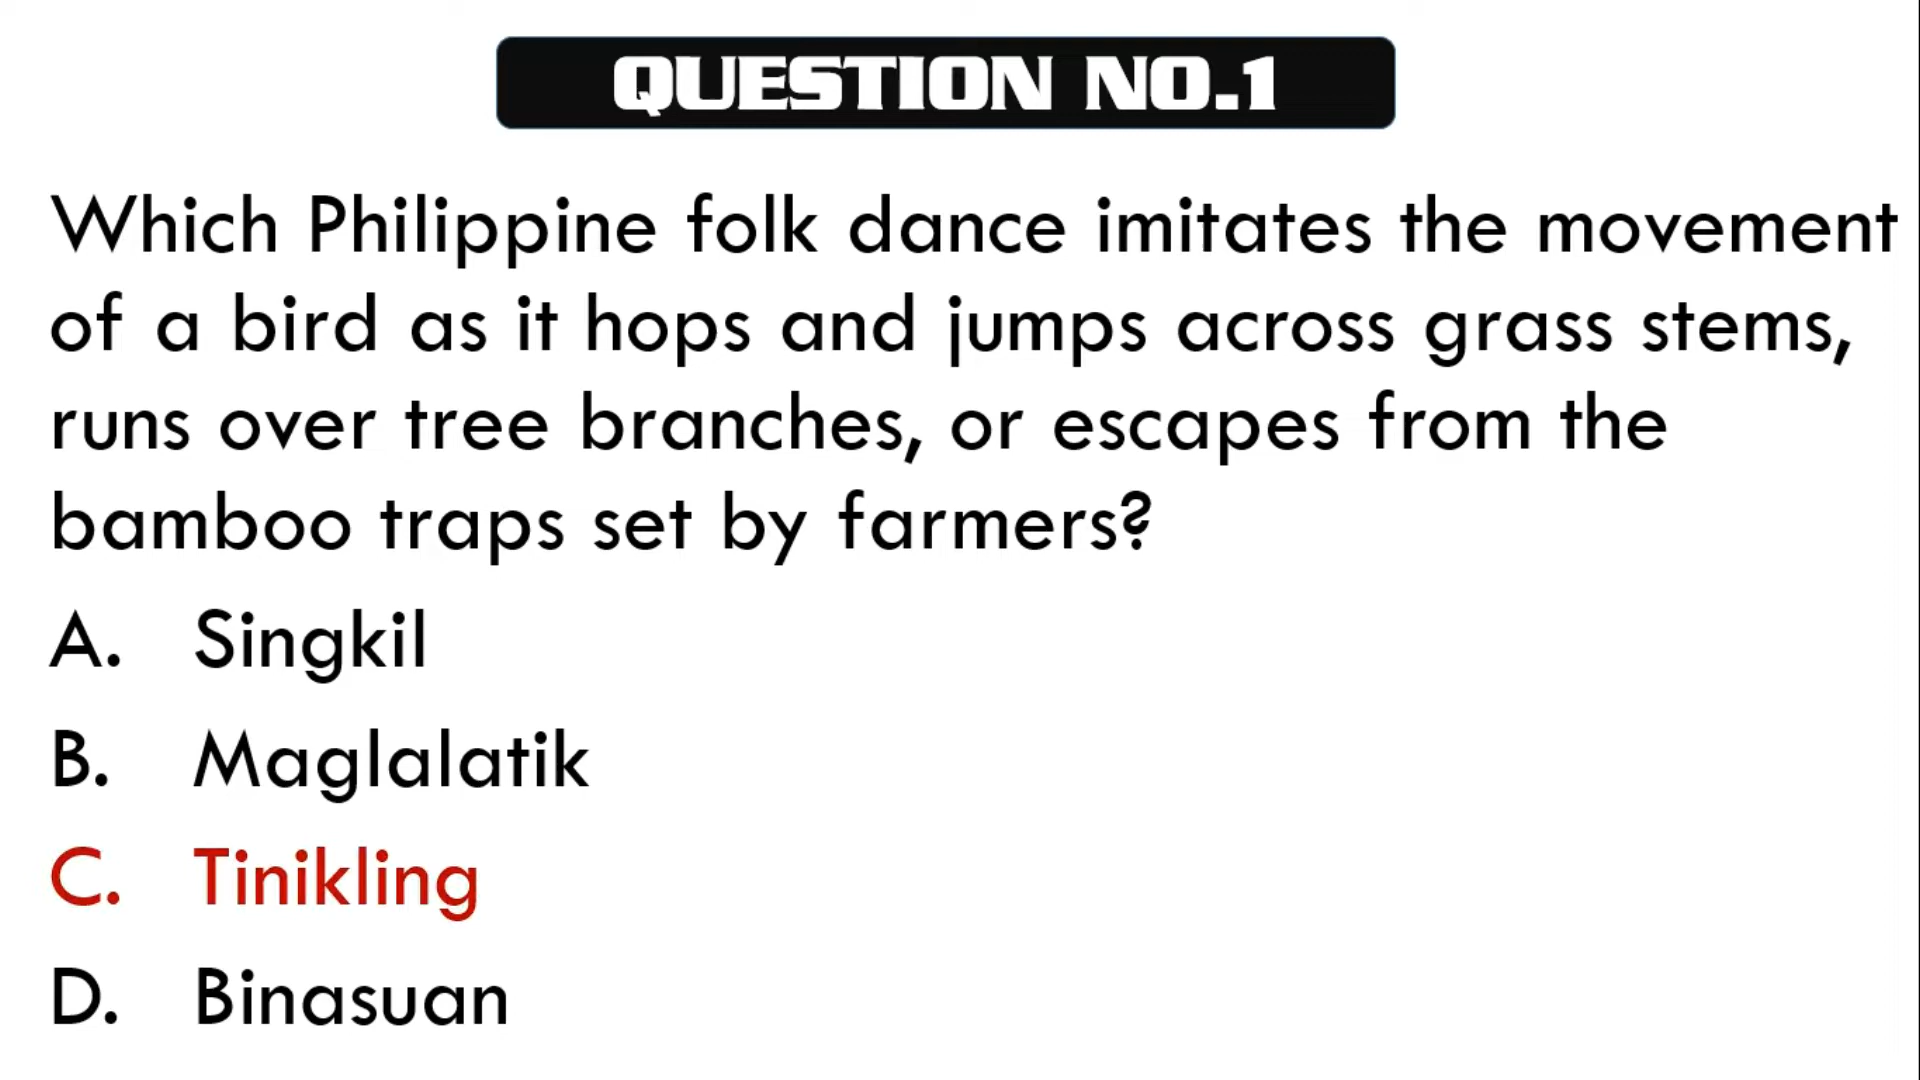 QUESTION NO.1
Which Philippine folk dance imitates the movement
of a bird as it hops and jumps across grass stems,
runs over tree branches, or escapes from the
bamboo traps set by farmers?
A. Singkil
B. Maglalatik
C. Tinikling
D. Binasuan